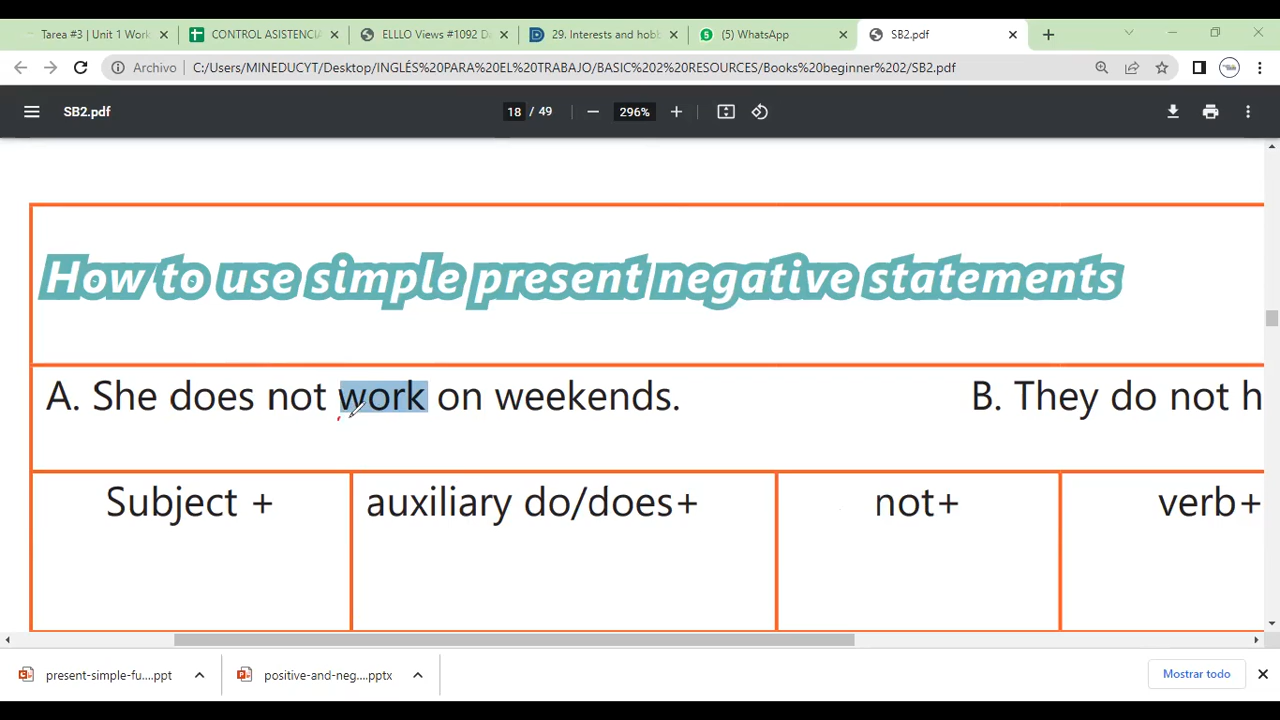 Tarea #3 | Unit 1 Work
CONTROL ASISTENCIA
ELLLO Views #1092 D
29. Interests and hobb
(5) WhatsApp
SB2.pdf
Archivo
C:/Users/MINEDUCYT/Desktop/INGLÉS%20PARA%20EL%20TRABAJO/BASIC%202%20RESOURCES/Books%20beginner%202/SB2.pdf
SB2.pdf
18 / 49
296%
How to use simple present negative statements
A. She does not work on weekends.
B. They do not h
Subject +
auxiliary do/does+
not+
verb+
present-simple-fu....ppt
positive-and-neg....pptx
Mostrar todo